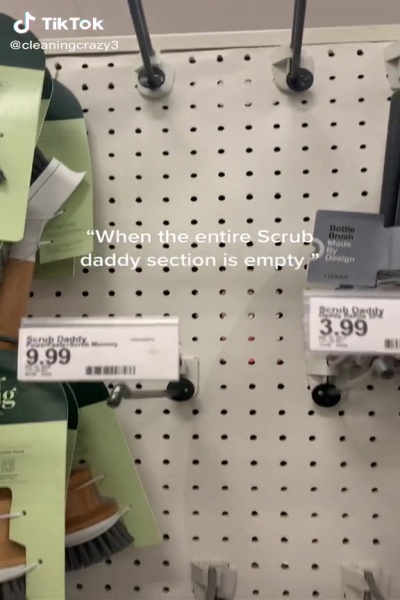 TikTok
@cleaningcrazy3
“When the entire Scrub
daddy section is empty.”
Bottle
Brush
Made
By
Design
Scrub Daddy
9.99
Scrub Daddy
3.99